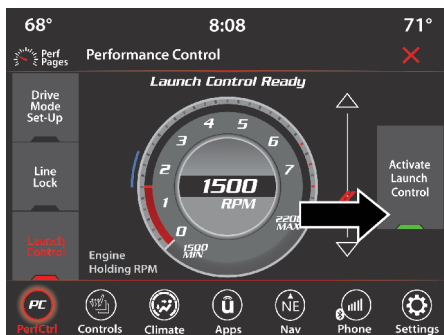 68°
8:08
71°
Perf
Pages
Performance Control
Launch Control Ready
Drive
Mode
Set-Up
Line
Lock
Launch
Control
0
1
2
3
4
5
6
7
1500
RPM
1500
MIN
2200
MAX
Engine
Holding RPM
Activate
Launch
Control
PC
PerfCtrl
Controls
Climate
û
Apps
NE
Nav
Phone
Settings